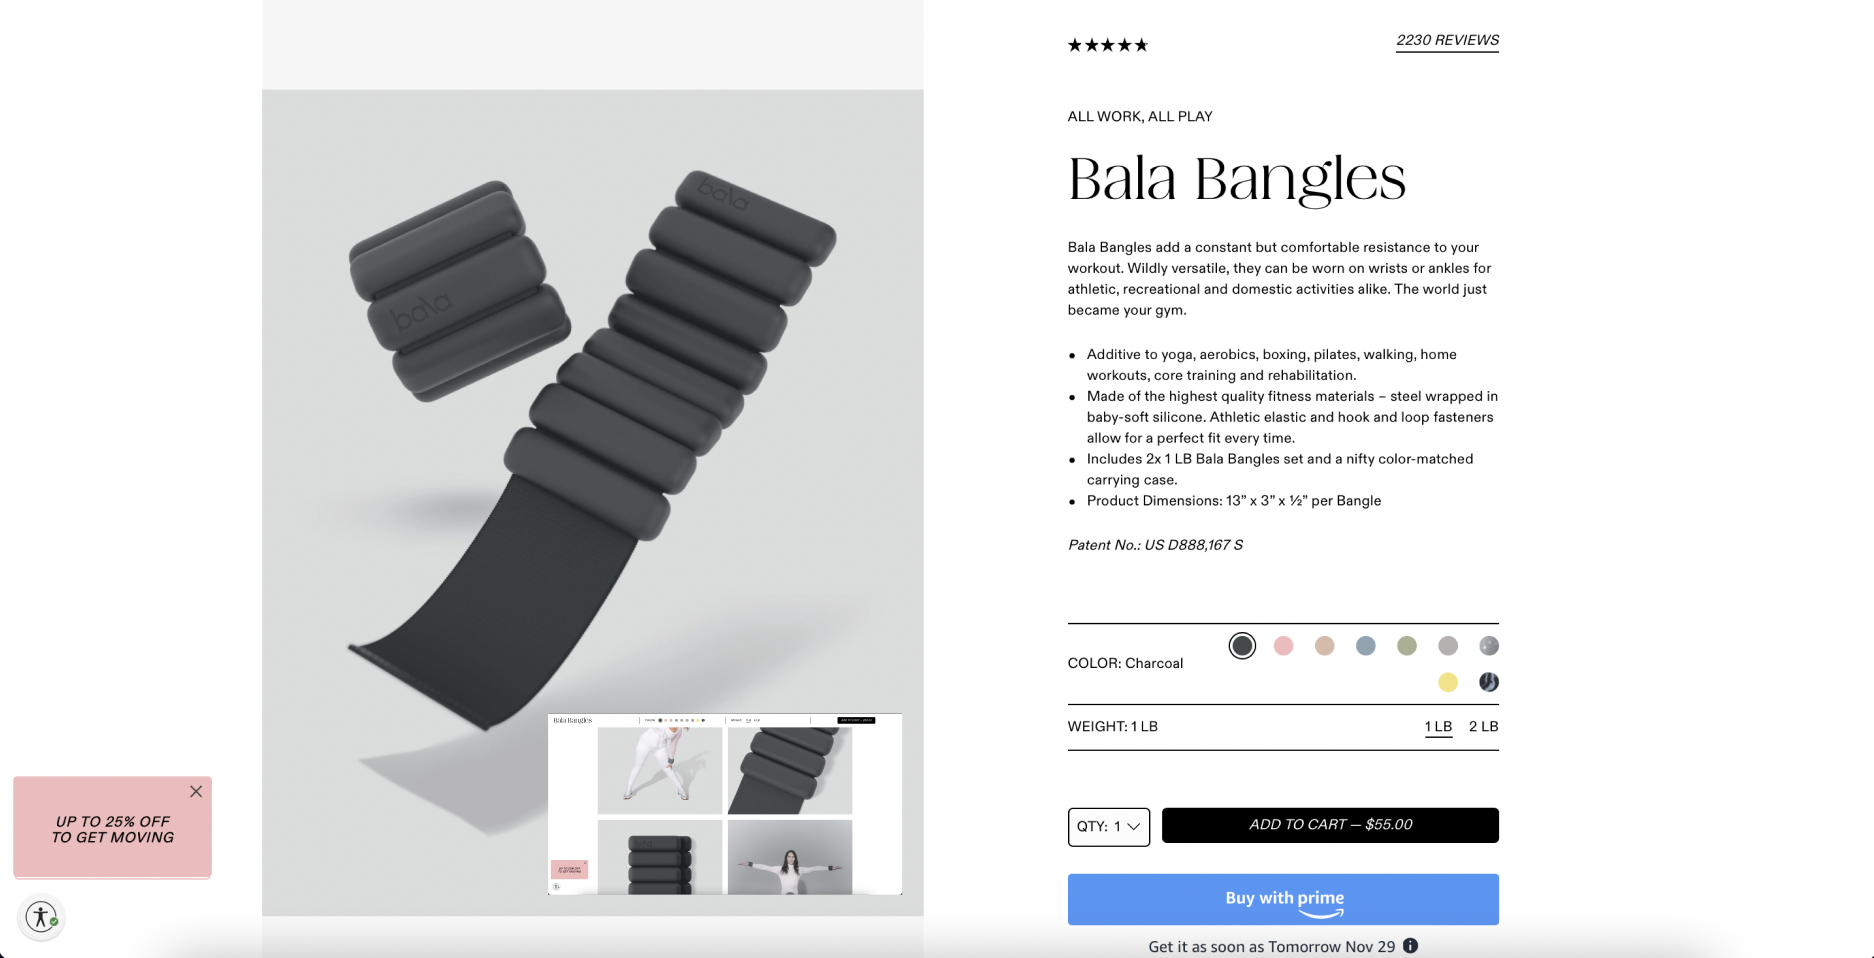 2230 REVIEWS
ALL WORK, ALL PLAY
Bala Bangles
Bala Bangles add a constant but comfortable resistance to your
workout. Wildly versatile, they can be worn on wrists or ankles for
athletic, recreational and domestic activities alike. The world just
became your gym.
Additive to yoga, aerobics, boxing, pilates, walking, home
workouts, core training and rehabilitation.
Made of the highest quality fitness materials – steel wrapped in
baby-soft silicone. Athletic elastic and hook and loop fasteners
allow for a perfect fit every time.
Includes 2x 1 LB Bala Bangles set and a nifty color-matched
carrying case.
Product Dimensions: 13” x 3” x ½” per Bangle
Patent No.: US D888,167 S
COLOR: Charcoal
WEIGHT: 1 LB 1 LB 2 LB
QTY: 1 ADD TO CART — $55.00
Buy with prime
Get it as soon as Tomorrow Nov 29
bala
bala
Bala Bangles
UP TO 25% OFF
TO GET MOVING